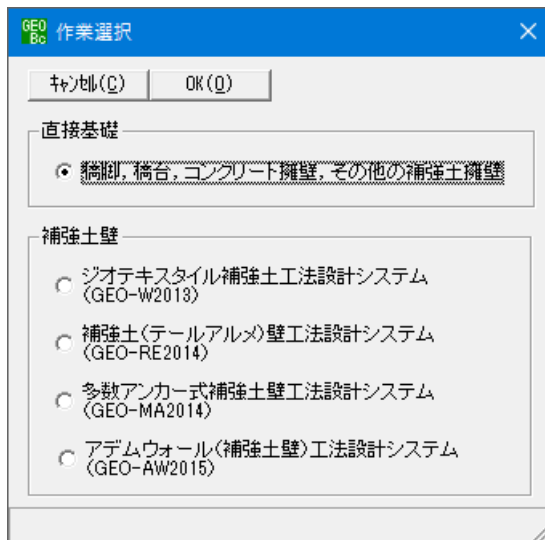 GEO
Bc
作業選択
ｷｬﾝｾﾙ(C) OK(O)
直接基礎
橋脚，橋台，コンクリート擁壁，その他の補強土擁壁
補強土壁
ジオテキスタイル補強土工法設計システム
(GEO-W2013)
補強土(テールアルメ)壁工法設計システム
(GEO-RE2014)
多数アンカー式補強土壁工法設計システム
(GEO-MA2014)
アデムウォール(補強土壁)工法設計システム
(GEO-AW2015)